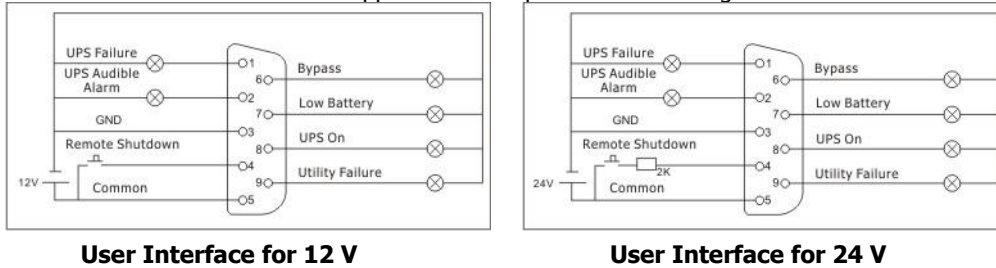 UPS Failure
UPS Audible
Alarm
GND
Remote Shutdown
12V
Common
1
2
3
4
5
6
7
8
9
Bypass
Low Battery
UPS On
Utility Failure
User Interface for 12 V
UPS Failure
UPS Audible
Alarm
GND
Remote Shutdown
2K
24V
Common
1
2
3
4
5
6
7
8
9
Bypass
Low Battery
UPS On
Utility Failure
User Interface for 24 V